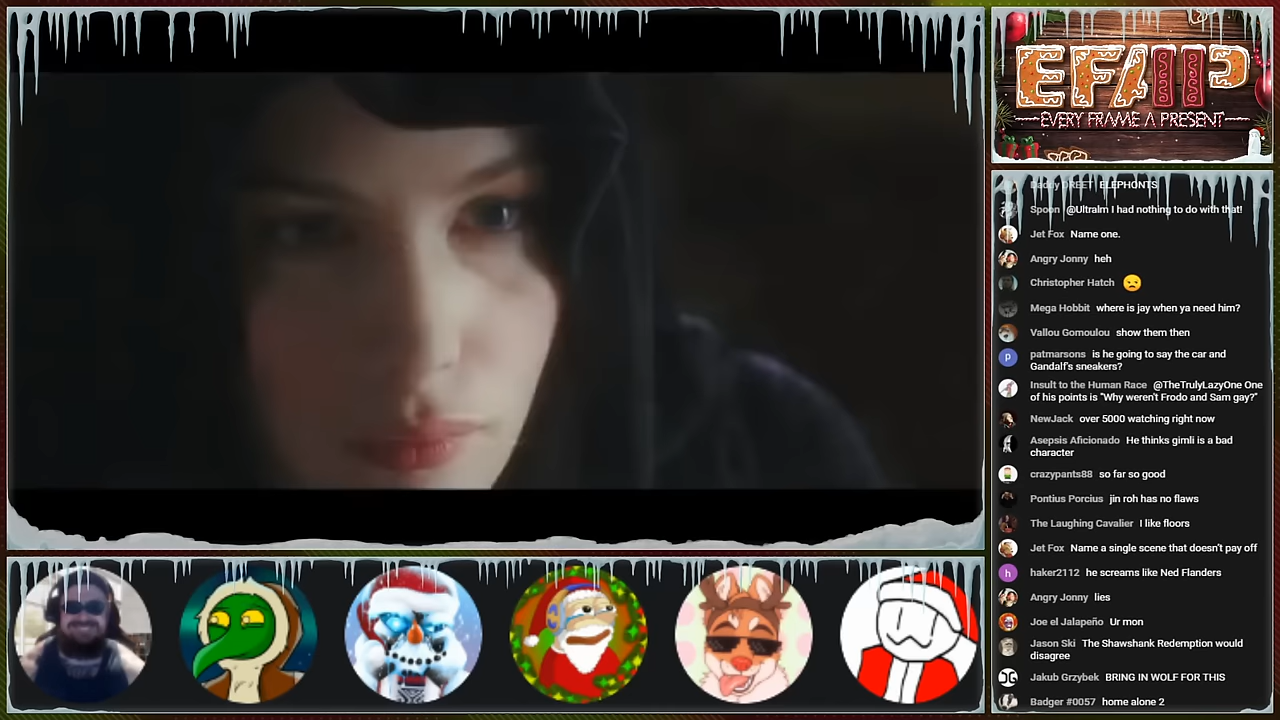 EFAP
EVERY FRAME A PRESENT
Daddy DREET ELEPHONTS
Spoon @Ultralm I had nothing to do with that!
Jet Fox Name one.
Angry Jonny heh
Christopher Hatch
Mega Hobbit where is jay when ya need him?
Vallou Gomoulou show them then
P
patmarsons is he going to say the car and
Gandalf's sneakers?
Insult to the Human Race @TheTrulyLazyOne One
of his points is "Why weren't Frodo and Sam gay?"
NewJack over 5000 watching right now
Asepsis Aficionado He thinks gimli is a bad
character
crazypants88 so far so good
Pontius Porcius jin roh has no flaws
The Laughing Cavalier I like floors
Jet Fox Name a single scene that doesn't pay off
h
haker2112 he screams like Ned Flanders
Angry Jonny lies
Joe el Jalapeño Ur mon
Jason Ski The Shawshank Redemption would
disagree
Jakub Grzybek BRING IN WOLF FOR THIS
Badger #0057 home alone 2